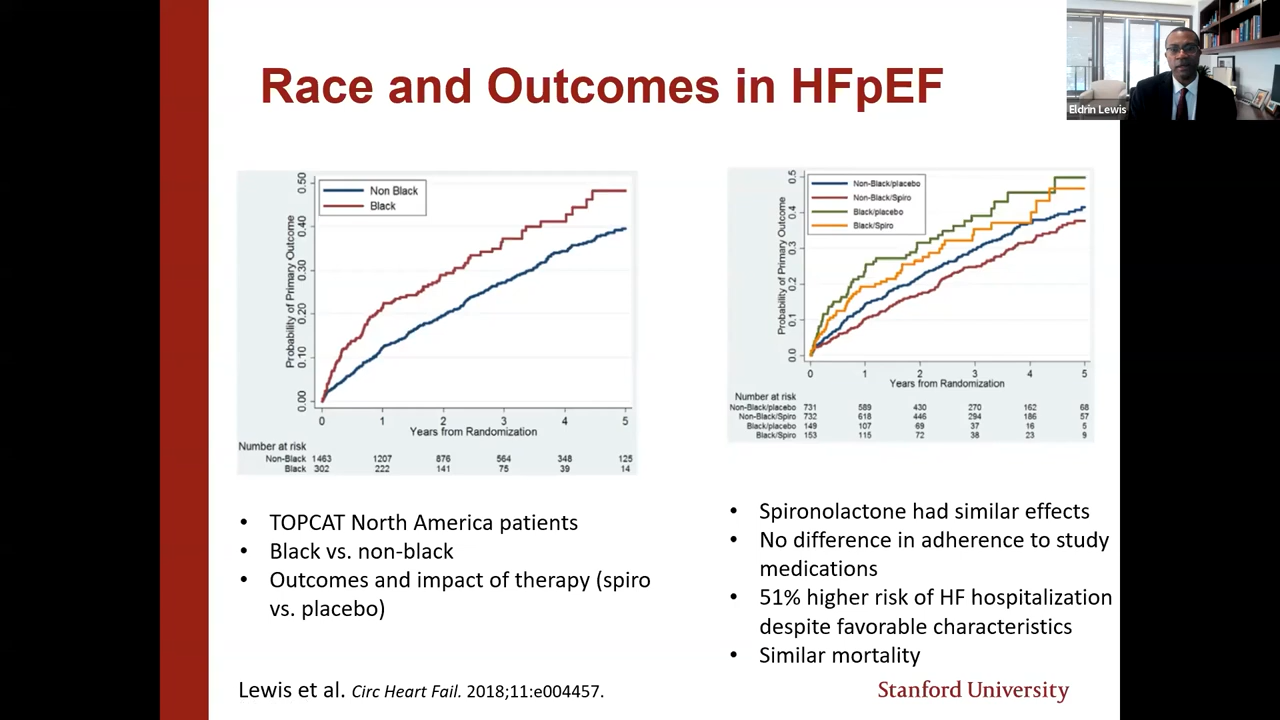 Race and Outcomes in HFpEF
Eldrin Lewis
0.50
0.40
0.30
0.20
0.10
0.00
Probability of Primary Outcome
Non Black
Black
0 1 2 3 4 5
Years from Randomization
Number at risk
Non-Black 1463 1207 876 564 348 125
Black 302 222 141 75 39 14
0.5
0.4
0.3
0.2
0.1
0.0
Probability of Primary Outcome
Non-Black/placebo
Non-Black/Spiro
Black/placebo
Black/Spiro
0 1 2 3 4 5
Years from Randomization
Number at risk
Non-Black/placebo 731 589 430 270 162 68
Non-Black/Spiro 732 618 446 294 186 57
Black/placebo 149 107 69 37 16 5
Black/Spiro 153 115 72 38 23 9
• TOPCAT North America patients
• Black vs. non-black
• Outcomes and impact of therapy (spiro
vs. placebo)
• Spironolactone had similar effects
• No difference in adherence to study
medications
• 51% higher risk of HF hospitalization
despite favorable characteristics
• Similar mortality
Lewis et al. Circ Heart Fail. 2018;11:e004457.
Stanford University